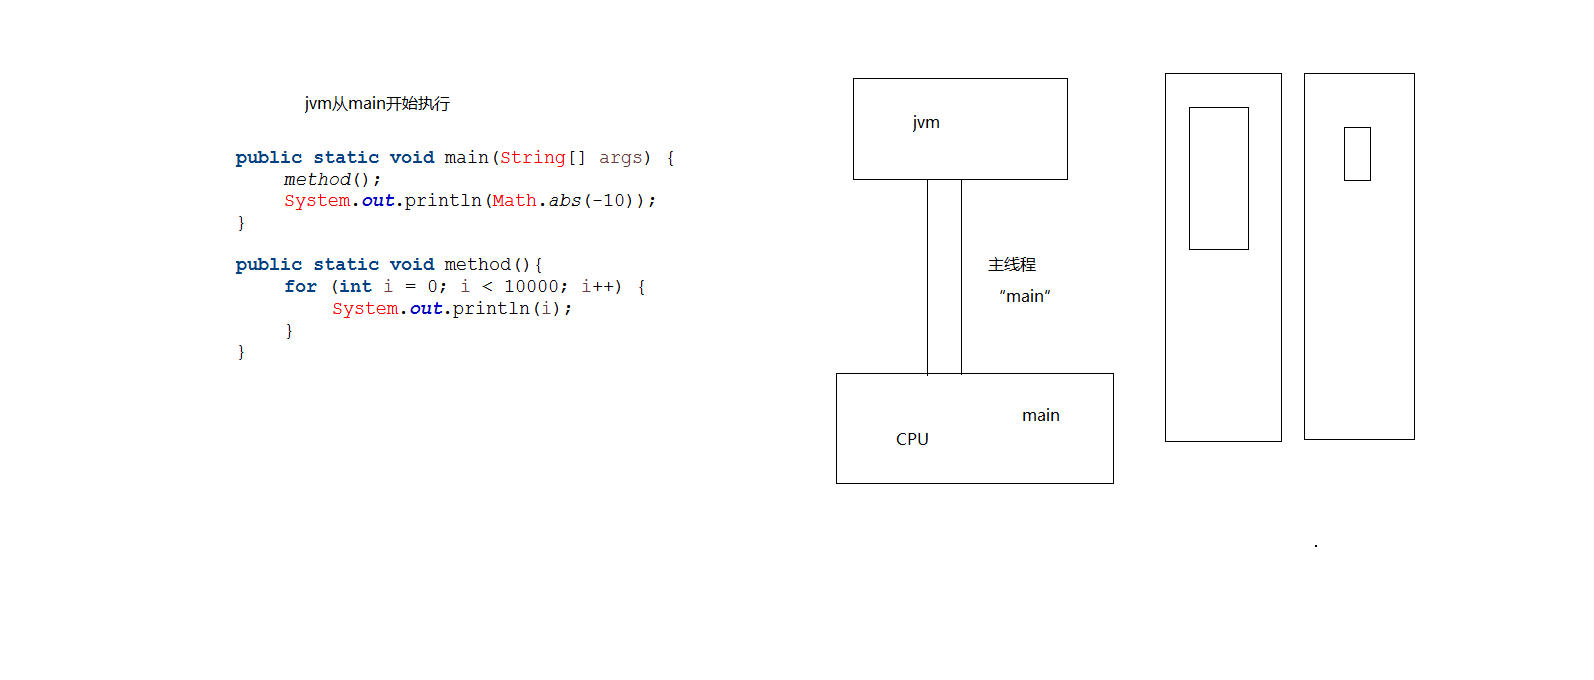 jvm从main开始执行
public static void main(String[] args) {
method();
System.out.println(Math.abs(-10));
}
public static void method(){
for (int i = 0; i < 10000; i++) {
System.out.println(i);
}
}
jvm
主线程
“main”
main
CPU